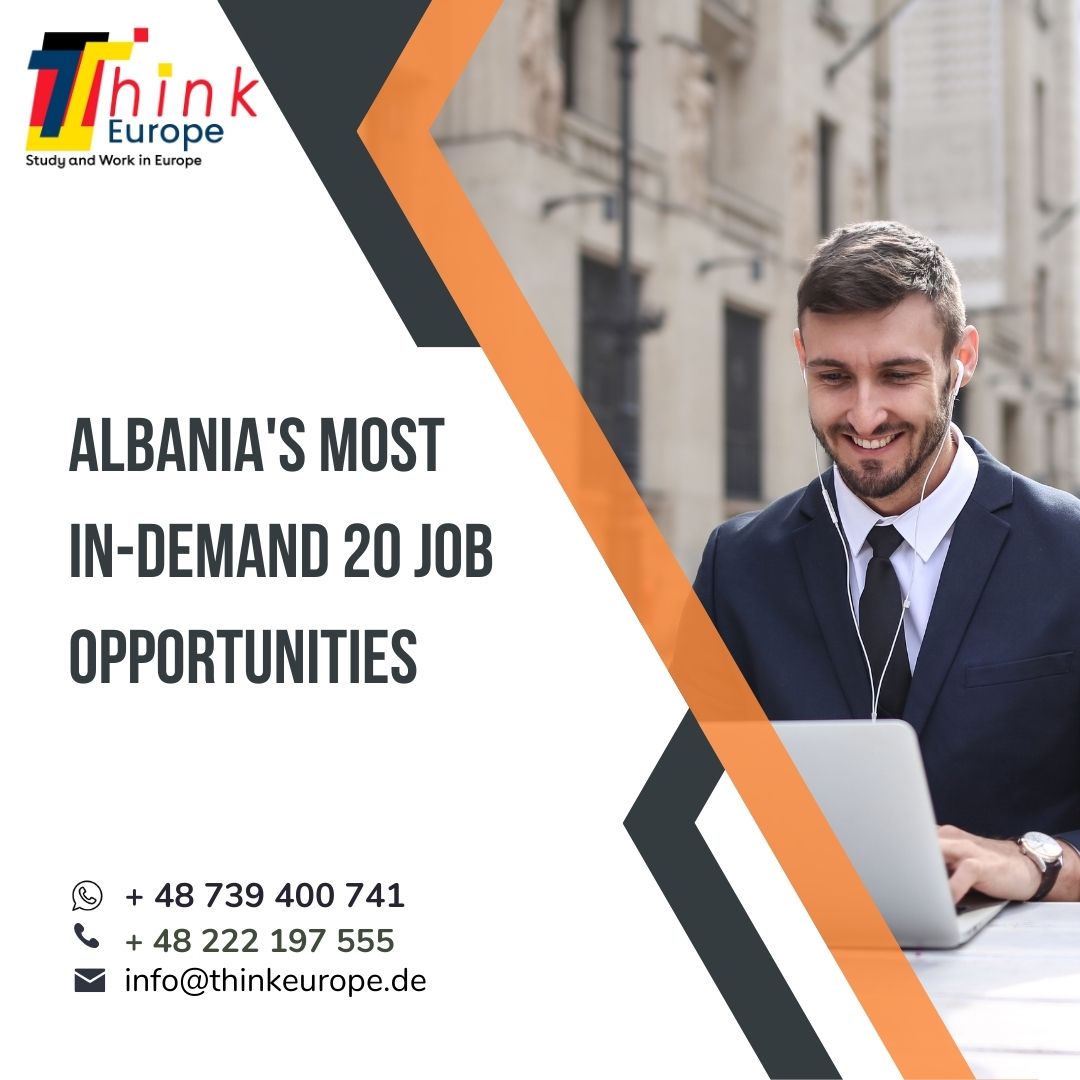 Think
Europe
Study and Work in Europe
ALBANIA'S MOST
IN-DEMAND 20 JOB
OPPORTUNITIES
+ 48 739 400 741
+ 48 222 197 555
info@thinkeurope.de